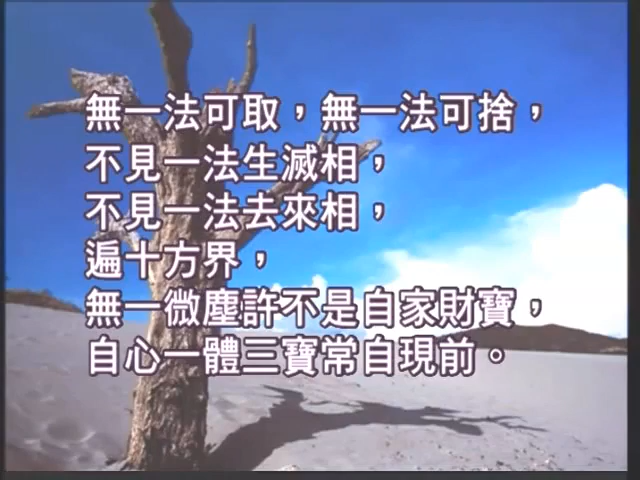 無一法可取，無一法可捨，
不見一法生滅相，
不見一法去來相，
遍十方界，
無一微塵許不是自家財寶，
自心一體三寶常自現前。